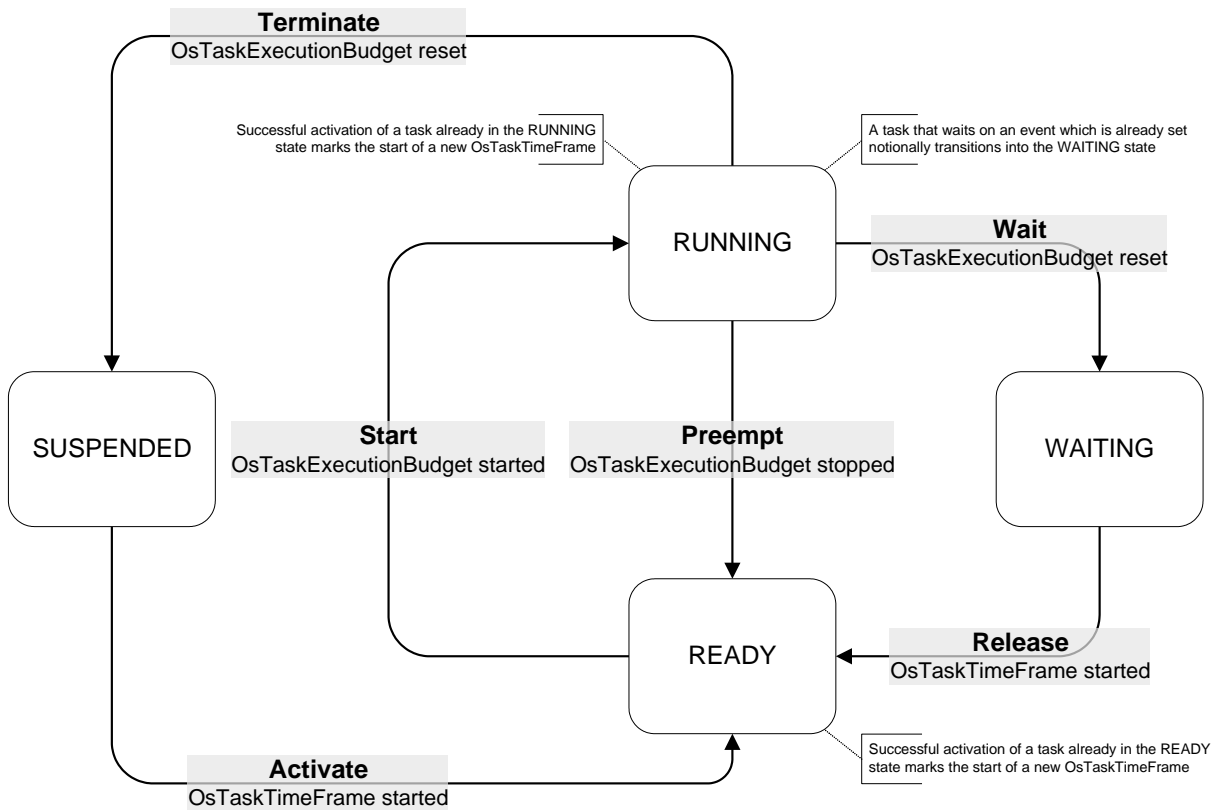 Terminate
OsTaskExecutionBudget reset
Successful activation of a task already in the RUNNING
state marks the start of a new OsTaskTimeFrame
A task that waits on an event which is already set
notionally transitions into the WAITING state
RUNNING
Wait
OsTaskExecutionBudget reset
SUSPENDED
Start
OsTaskExecutionBudget started
Preempt
OsTaskExecutionBudget stopped
WAITING
READY
Release
OsTaskTimeFrame started
Successful activation of a task already in the READY
state marks the start of a new OsTaskTimeFrame
Activate
OsTaskTimeFrame started